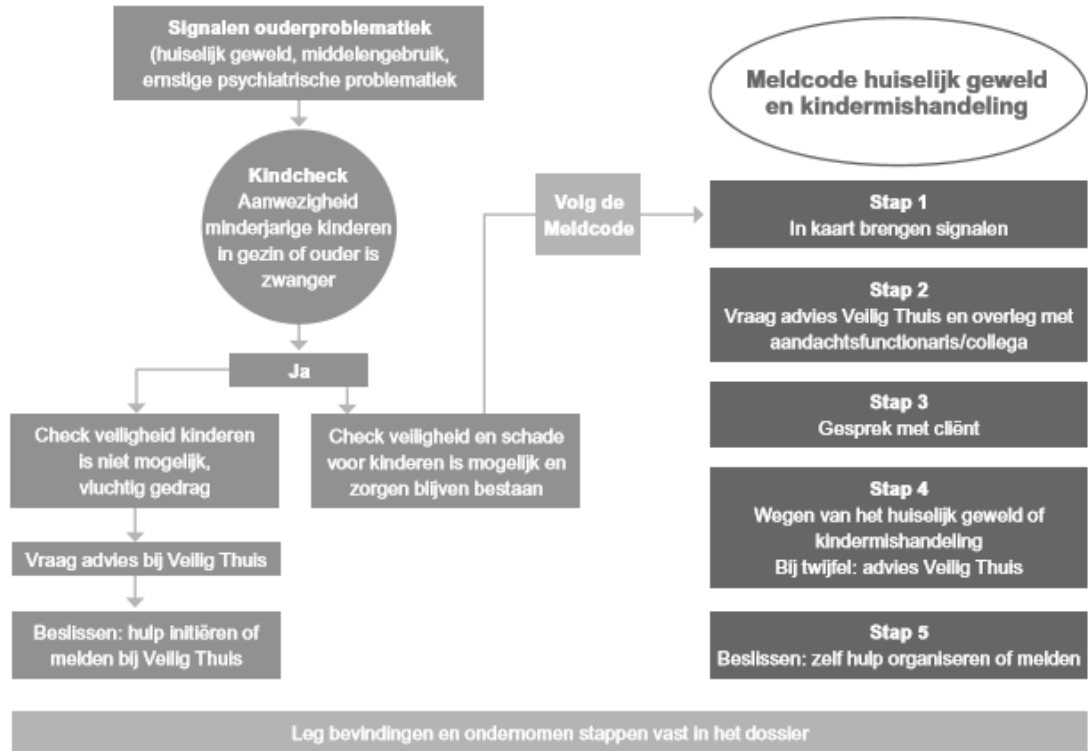 Signalen ouderproblematiek
(huiselijk geweld, middelengebruik,
ernstige psychiatrische problematiek
Kindcheck
Aanwezigheid
minderjarige kinderen
in gezin of ouder is
zwanger
Ja
Check veiligheid kinderen
is niet mogelijk,
vluchtig gedrag
Vraag advies bij Veilig Thuis
Beslissen: hulp initiëren of
melden bij Veilig Thuis
Check veiligheid en schade
voor kinderen is mogelijk en
zorgen blijven bestaan
Volg de
Meldcode
Meldcode huiselijk geweld
en kindermishandeling
Stap 1
In kaart brengen signalen
Stap 2
Vraag advies Veilig Thuis en overleg met
aandachtsfunctionaris/collega
Stap 3
Gesprek met cliënt
Stap 4
Wegen van het huiselijk geweld of
kindermishandeling
Bij twijfel: advies Veilig Thuis
Stap 5
Beslissen: zelf hulp organiseren of melden
Leg bevindingen en ondernomen stappen vast in het dossier